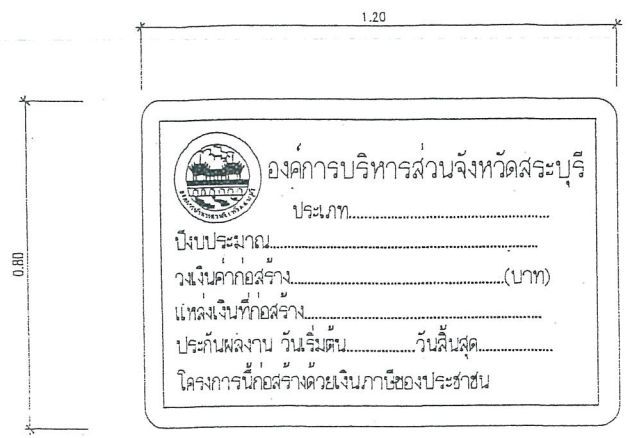 1.20
0.80
องค์การบริหารส่วนจังหวัดสระบุรี
ประเภท........................................
ปีงบประมาณ........................................................
วงเงินค่าก่อสร้าง..............................................(บาท)
แหล่งเงินที่ก่อสร้าง..................................................
ประกันผลงาน วันเริ่มต้น................วันสิ้นสุด................
โครงการนี้ก่อสร้างด้วยเงินภาษีของประชาชน